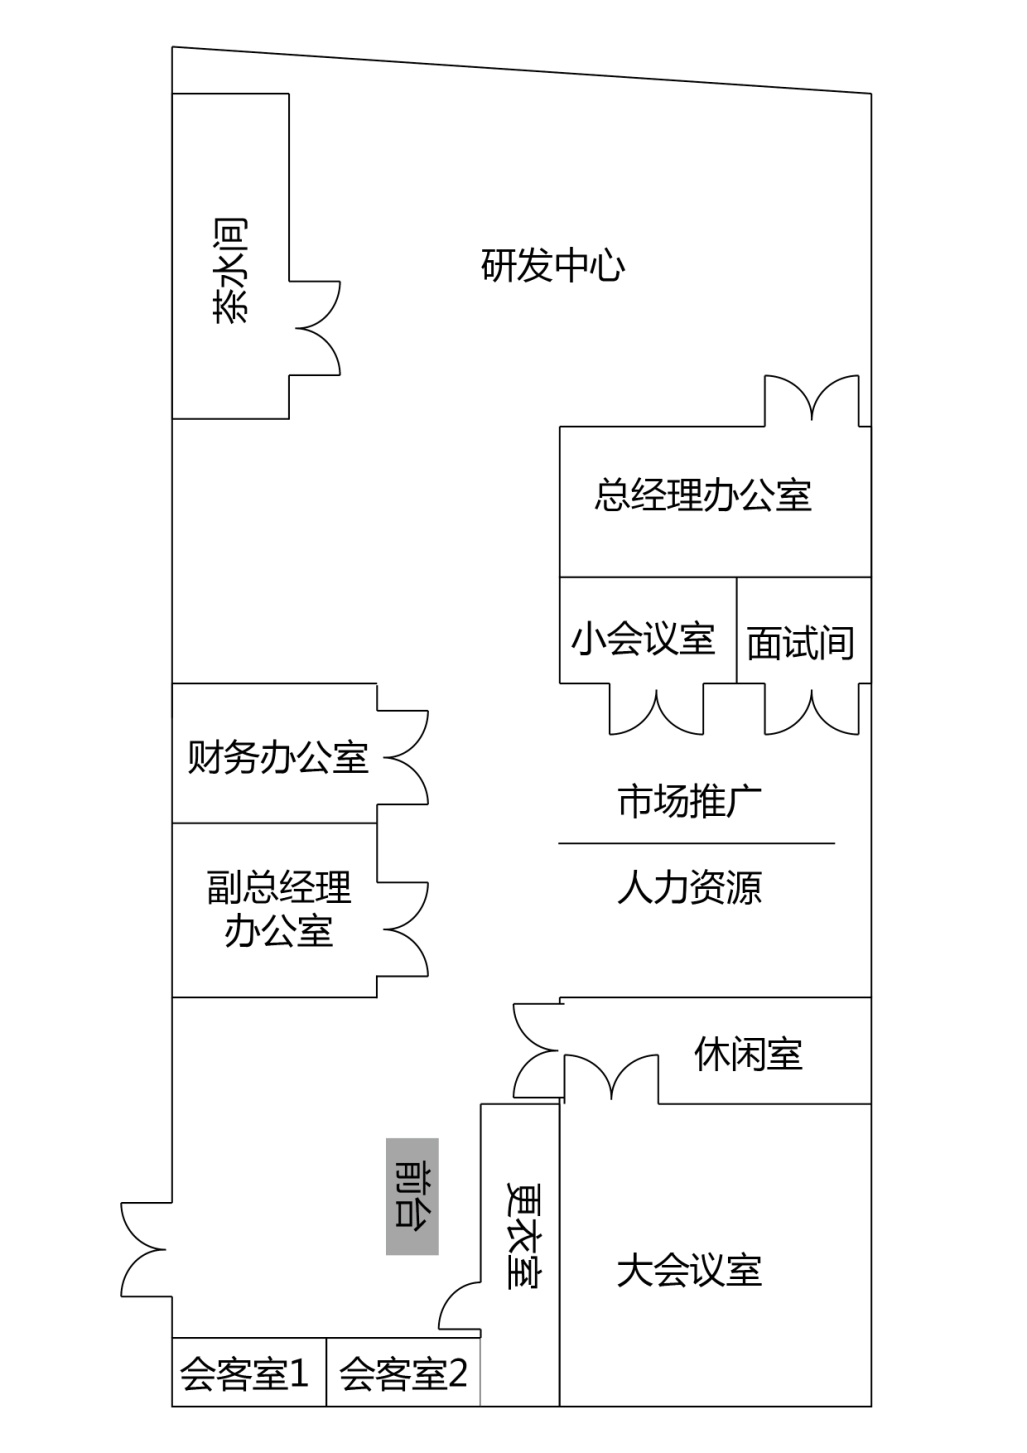 茶水间
研发中心
总经理办公室
小会议室
面试间
财务办公室
市场推广
副总经理
办公室
人力资源
休闲室
前台
更衣室
大会议室
会客室1
会客室2